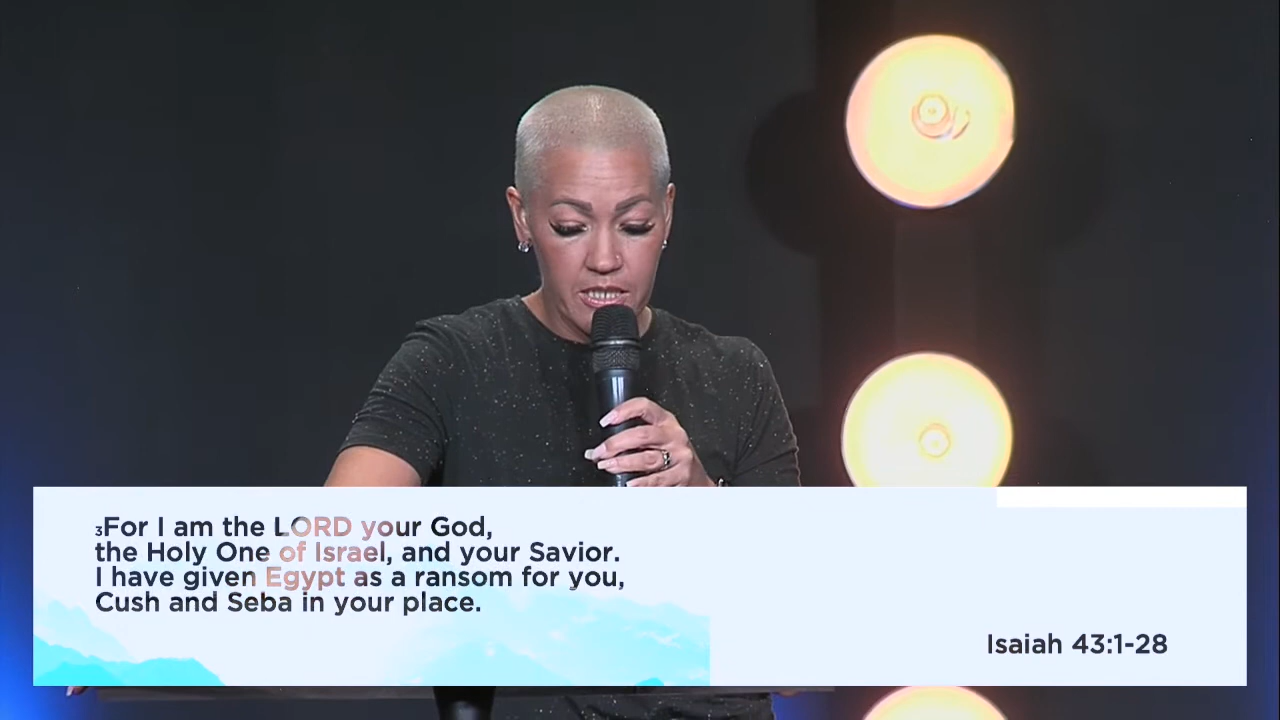 3For I am the LORD your God,
the Holy One of Israel, and your Savior.
I have given Egypt as a ransom for you,
Cush and Seba in your place.
Isaiah 43:1-28